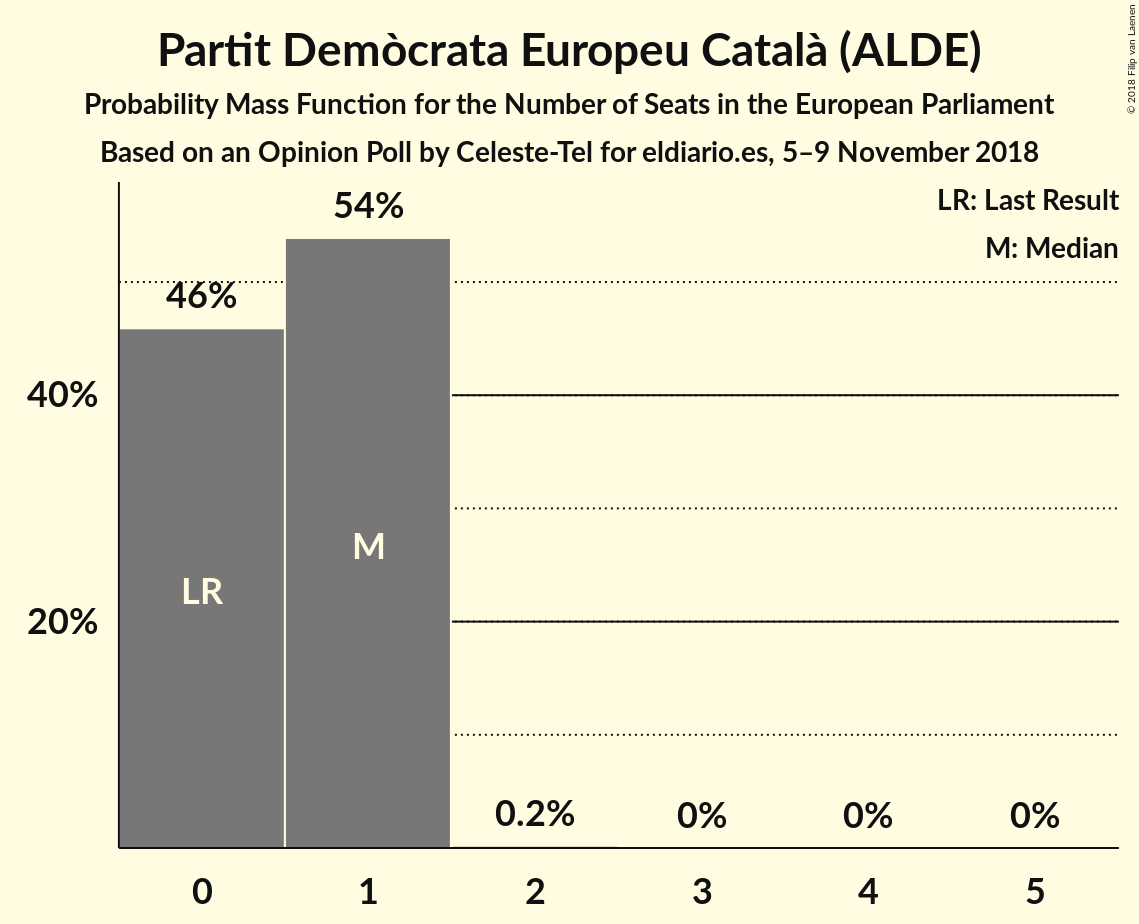 Partit Demòcrata Europeu Català (ALDE)
Probability Mass Function for the Number of Seats in the European Parliament
Based on an Opinion Poll by Celeste-Tel for eldiario.es, 5–9 November 2018
© 2018 Filip van Laenen
LR: Last Result
M: Median
54%
46%
40%
20%
M
LR
0.2%
0%
0%
0%
0
1
2
3
4
5